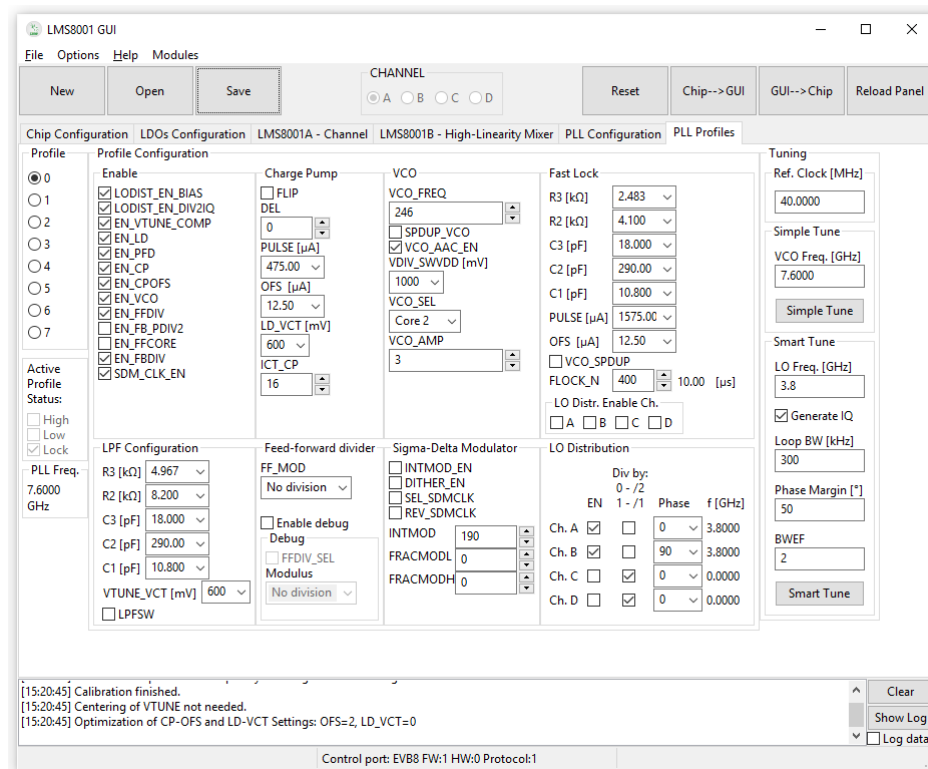 LMS8001 GUI
File Options Help Modules
New Open Save CHANNEL A B C D Reset Chip-->GUI GUI-->Chip Reload Panel
Chip Configuration LDOs Configuration LMS8001A - Channel LMS8001B - High-Linearity Mixer PLL Configuration PLL Profiles
Profile
0
1
2
3
4
5
6
7
Active
Profile
Status:
High
Low
Lock
PLL Freq.
7.6000
GHz
Profile Configuration
Enable
LODIST_EN_BIAS
LODIST_EN_DIV2IQ
EN_VTUNE_COMP
EN_LD
EN_PFD
EN_CP
EN_CPOFS
EN_VCO
EN_FFDIV
EN_FB_PDIV2
EN_FFCORE
EN_FBDIV
SDM_CLK_EN
Charge Pump
FLIP
DEL
0
PULSE [µA]
475.00
OFS [µA]
12.50
LD_VCT [mV]
600
ICT_CP
16
VCO
VCO_FREQ
246
SPDUP_VCO
VCO_AAC_EN
VDIV_SWVDD [mV]
1000
VCO_SEL
Core 2
VCO_AMP
3
Fast Lock
R3 [kΩ] 2.483
R2 [kΩ] 4.100
C3 [pF] 18.000
C2 [pF] 290.00
C1 [pF] 10.800
PULSE [µA] 1575.00
OFS [µA] 12.50
VCO_SPDUP
FLOCK_N 400 10.00 [µs]
LO Distr. Enable Ch.
A B C D
LPF Configuration
R3 [kΩ] 4.967
R2 [kΩ] 8.200
C3 [pF] 18.000
C2 [pF] 290.00
C1 [pF] 10.800
VTUNE_VCT [mV] 600
LPFSW
Feed-forward divider
FF_MOD
No division
Enable debug
Debug
FFDIV_SEL
Modulus
No division
Sigma-Delta Modulator
INTMOD_EN
DITHER_EN
SEL_SDMCLK
REV_SDMCLK
INTMOD 190
FRACMODL 0
FRACMODH 0
LO Distribution
Div by:
0 - /2
EN 1 - /1 Phase f [GHz]
Ch. A 0 3.8000
Ch. B 90 3.8000
Ch. C 0 0.0000
Ch. D 0 0.0000
Tuning
Ref. Clock [MHz]
40.0000
Simple Tune
VCO Freq. [GHz]
7.6000
Simple Tune
Smart Tune
LO Freq. [GHz]
3.8
Generate IQ
Loop BW [kHz]
300
Phase Margin [°]
50
BWEF
2
Smart Tune
[15:20:45] Calibration finished.
[15:20:45] Centering of VTUNE not needed.
[15:20:45] Optimization of CP-OFS and LD-VCT Settings: OFS=2, LD_VCT=0
Clear
Show Log
Log data
Control port: EVB8 FW:1 HW:0 Protocol:1